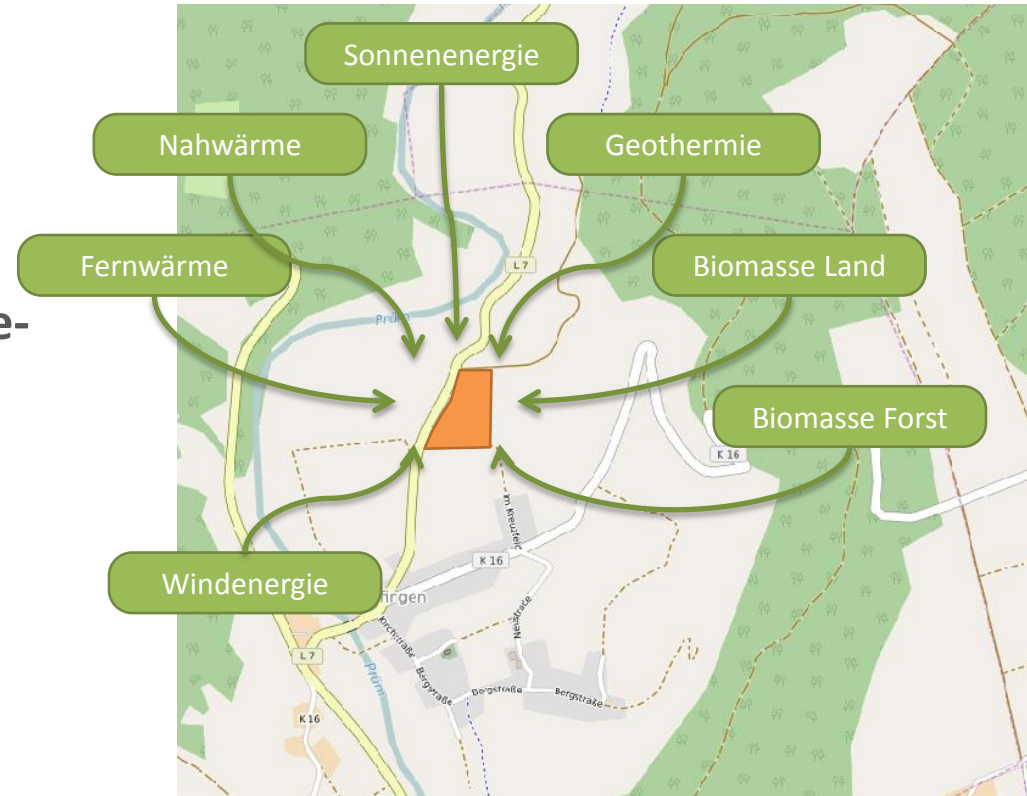 Sonnenenergie
Nahwärme
Geothermie
L 7
Fernwärme
Biomasse Land
e-
Prüm
Biomasse Forst
K 16
Im Kreuzfeld
K 16
Windenergie
fingen
Neustraße
Kirchstraße
L 7
Prüm
Bergstraße
Bergstraße
Bergstraße
K 16